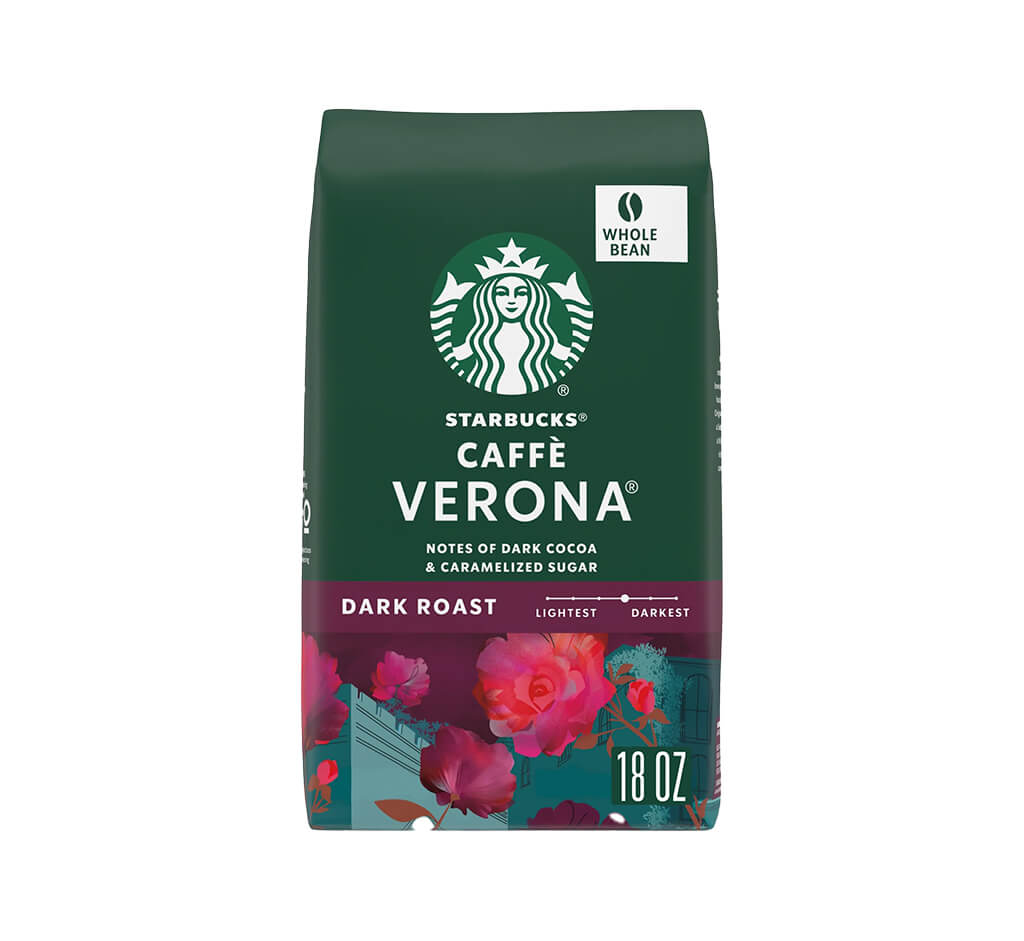 WHOLE
BEAN
®
STARBUCKS®
CAFFÈ
VERONA®
NOTES OF DARK COCOA
& CARAMELIZED SUGAR
DARK ROAST
LIGHTEST DARKEST
18 OZ